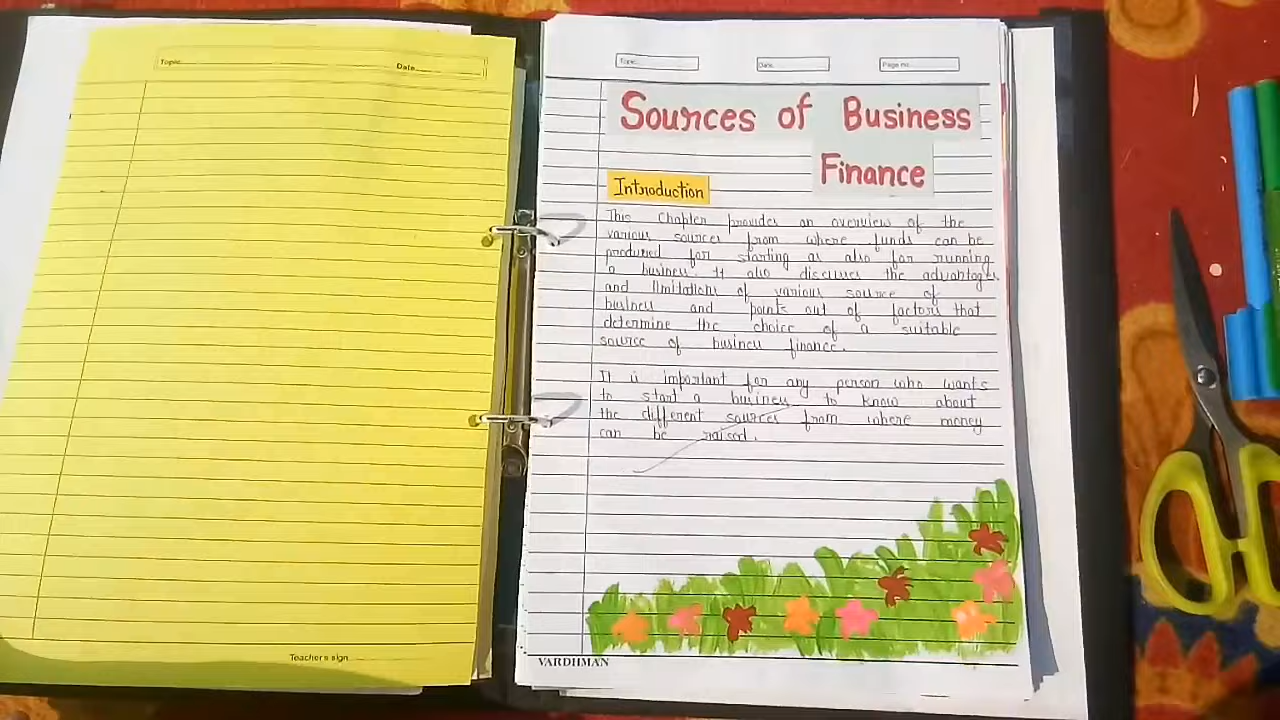 Topic
Date
Teacher's sign
Topic
Date
Page no.
Sources of Business
Finance
Introduction
This chapter provides an overview of the
various sources from where funds can be
procured for starting as also for running
a business. It also discusses the advantages
and limitations of various source of
business and points out of factors that
determine the choice of a suitable
source of business finance.
It is important for any person who wants
to start a business to know about
the different sources from where money
can be raised.
VARDHMAN